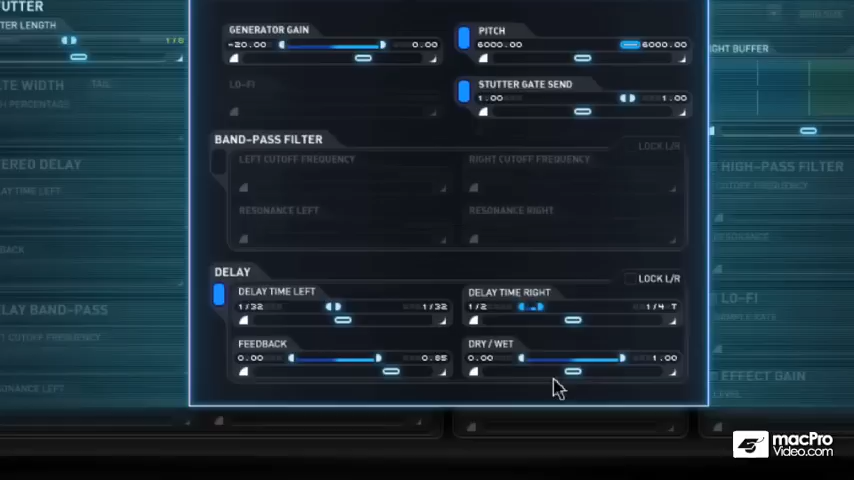 UTTER
TER LENGTH
1/8
GENERATOR GAIN
-20.00 0.00
PITCH
6000.00 6000.00
GHT BUFFER
LO-FI
STUTTER GATE SEND
1.00 1.00
TE WIDTH TAIL
H PERCENTAGE
BAND-PASS FILTER
LOCK L/R
LEFT CUTOFF FREQUENCY
RIGHT CUTOFF FREQUENCY
TEREO DELAY
HIGH-PASS FILTER
CUTOFF FREQUENCY
LAY TIME LEFT
RESONANCE LEFT
RESONANCE RIGHT
RESONANCE
BACK
DELAY
LOCK L/R
DELAY TIME LEFT
1/32 1/32
DELAY TIME RIGHT
1/2 1/4 T
LO-FI
LAY BAND-PASS
T CUTOFF FREQUENCY
FEEDBACK
0.00 0.85
DRY / WET
0.00 1.00
EFFECT GAIN
LEVEL
ESONANCE LEFT
macPro
Video.com